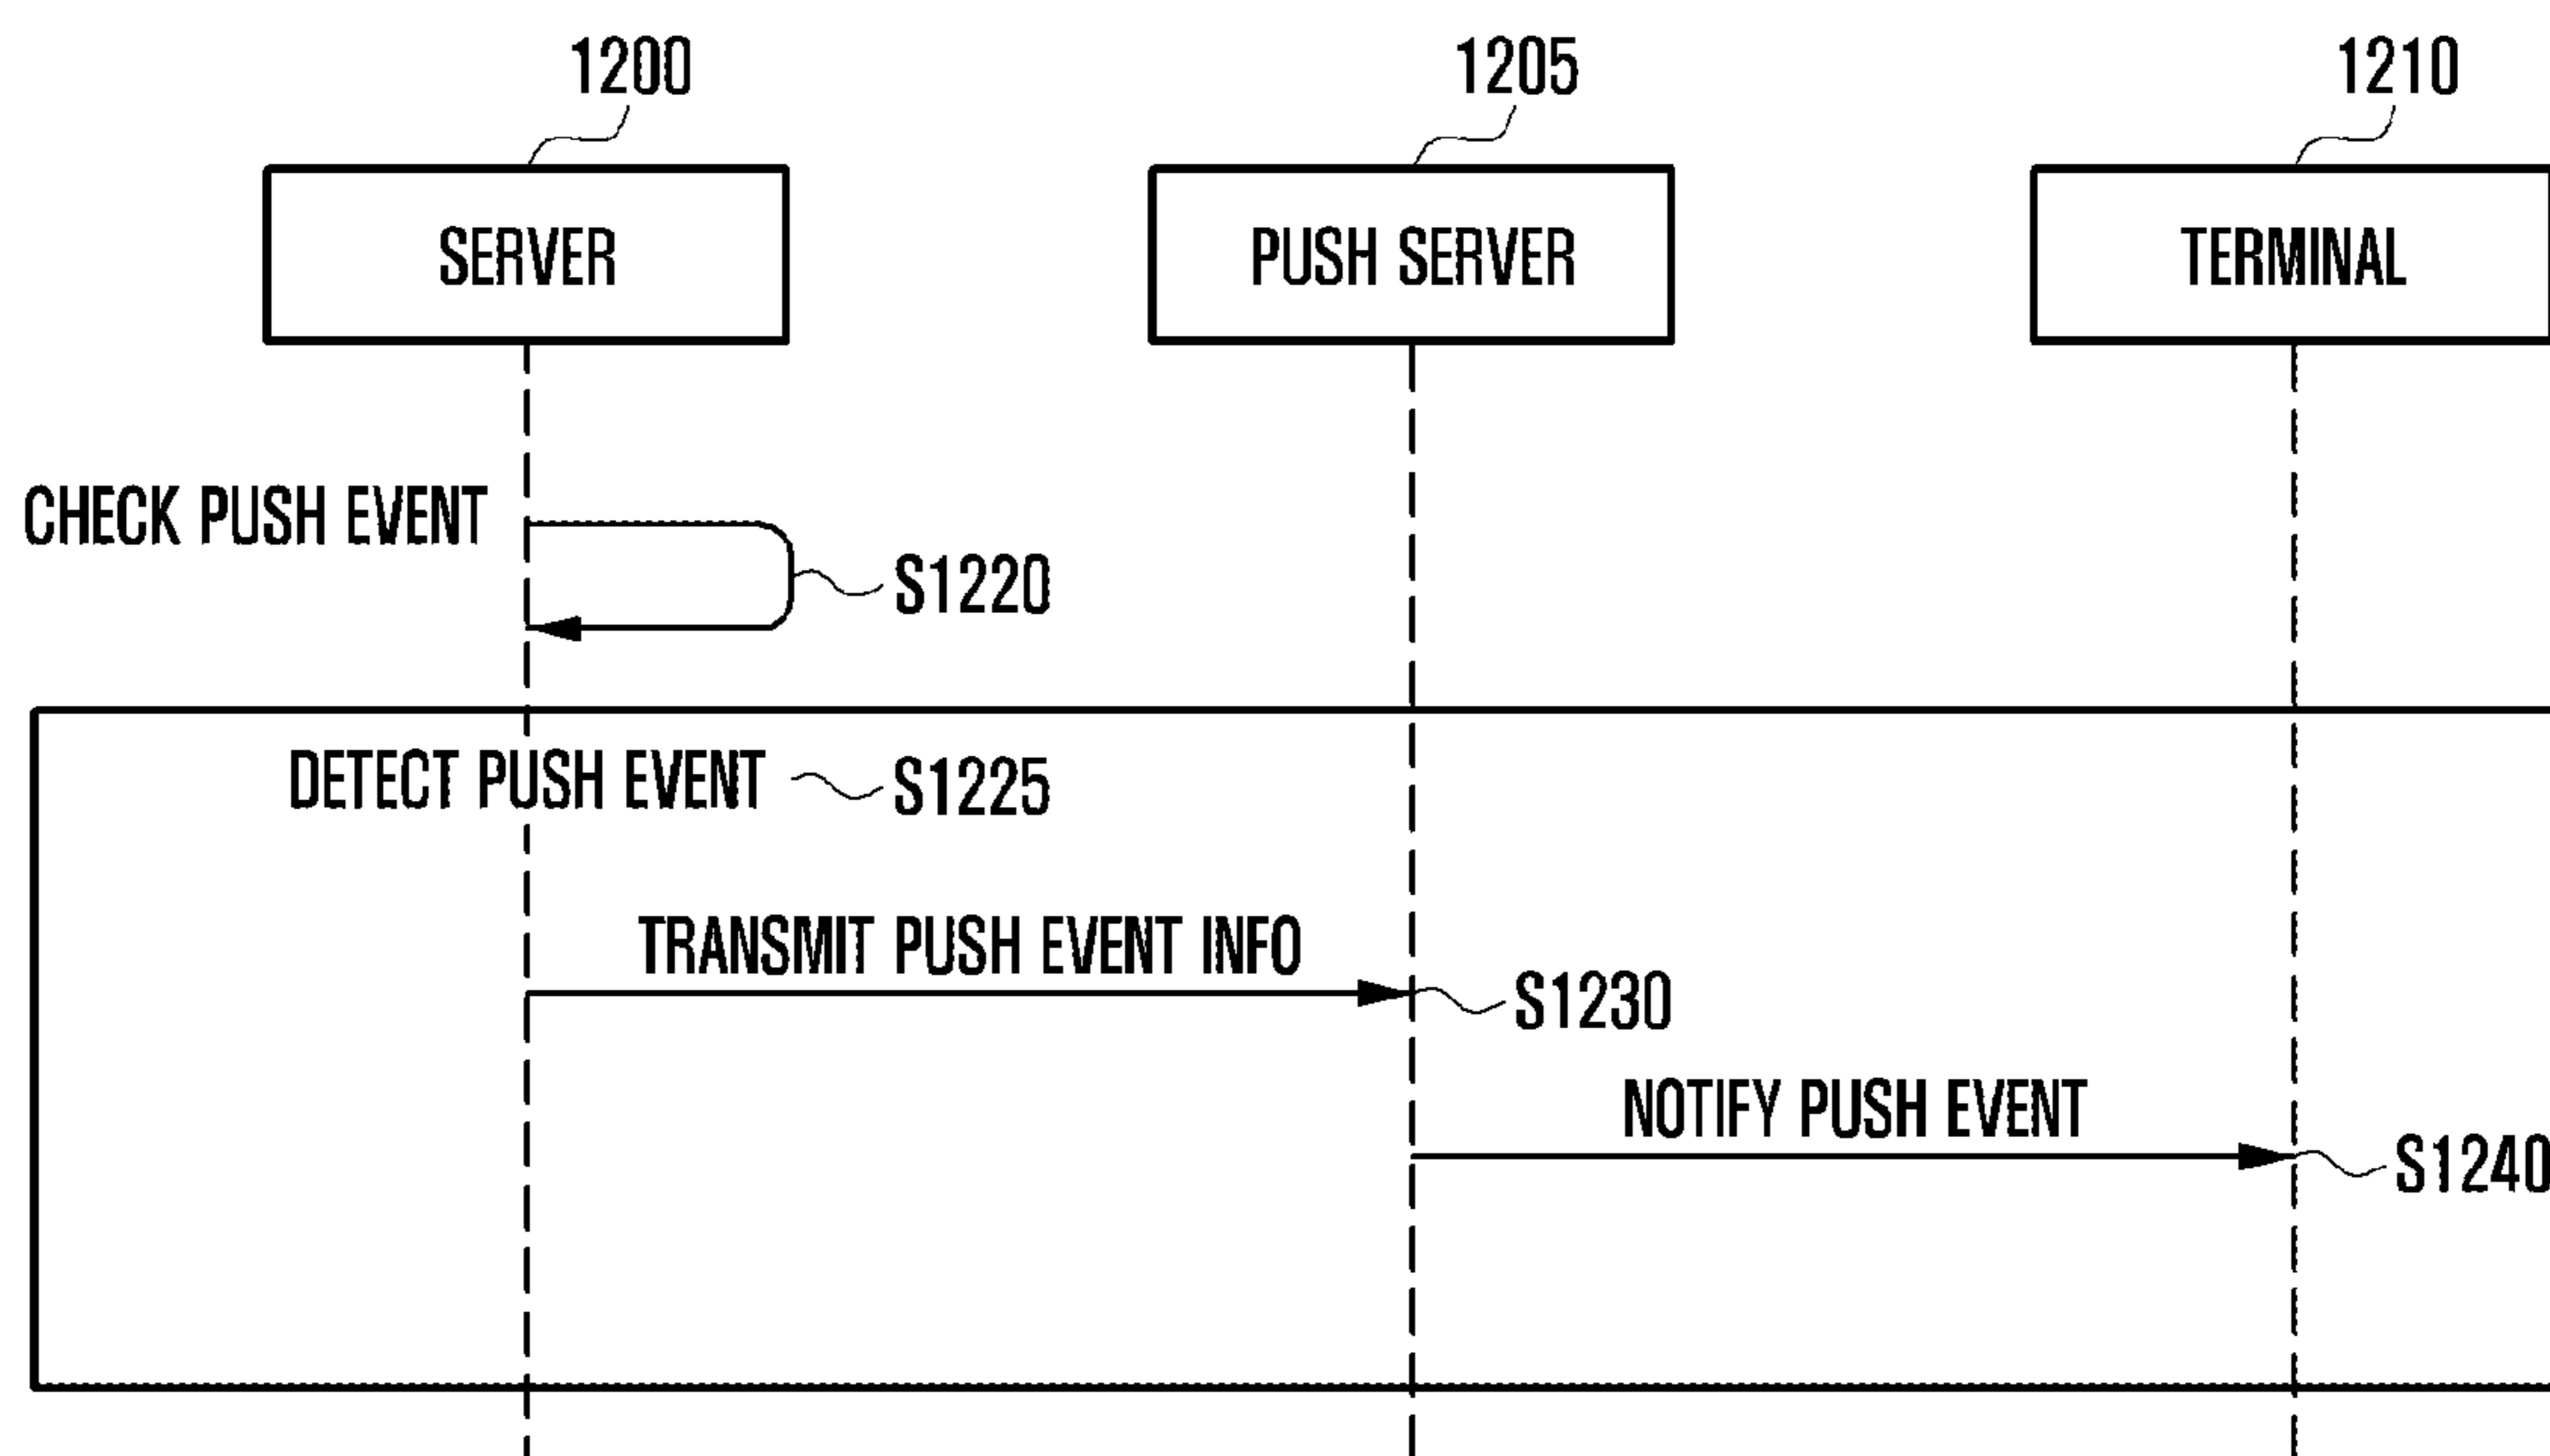 1200
1205
1210
SERVER
PUSH SERVER
TERMINAL
CHECK PUSH EVENT
S1220
DETECT PUSH EVENT
S1225
TRANSMIT PUSH EVENT INFO
S1230
NOTIFY PUSH EVENT
S1240